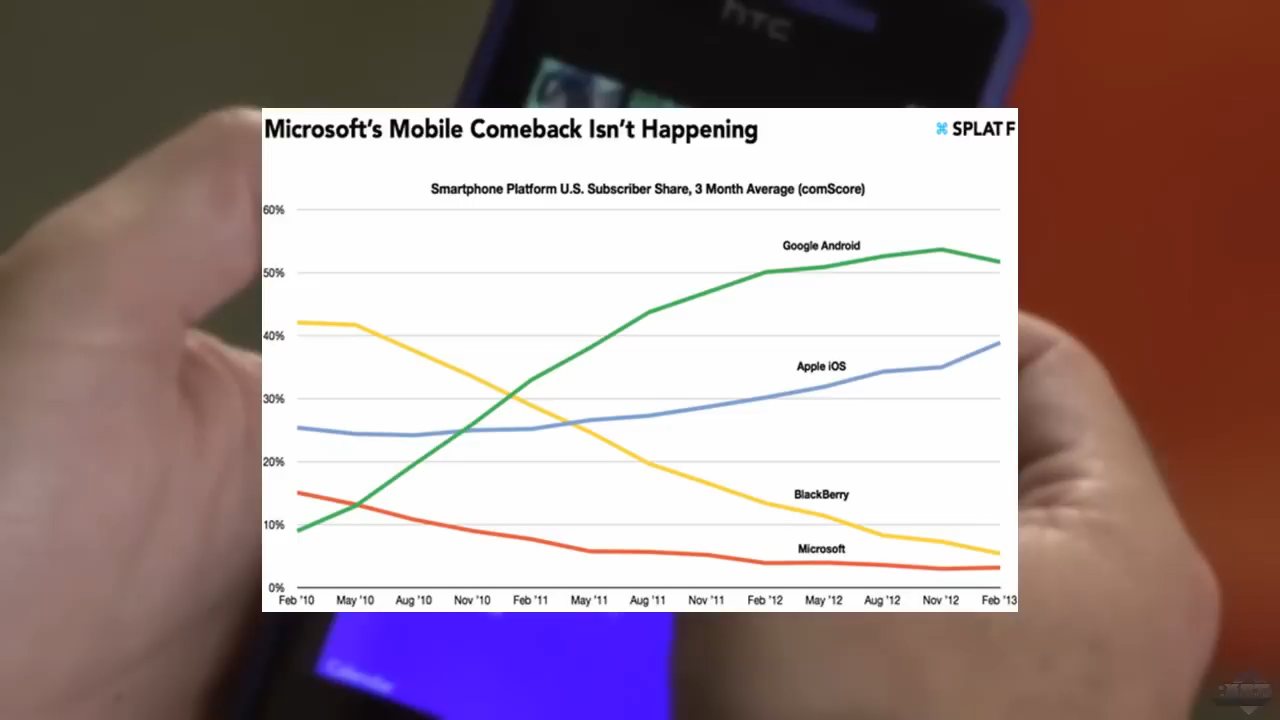 hTC
Microsoft's Mobile Comeback Isn't Happening
⌘ SPLAT F
Smartphone Platform U.S. Subscriber Share, 3 Month Average (comScore)
60%
Google Android
50%
40%
Apple iOS
30%
20%
BlackBerry
10%
Microsoft
0%
Feb '10 May '10 Aug '10 Nov '10 Feb '11 May '11 Aug '11 Nov '11 Feb '12 May '12 Aug '12 Nov '12 Feb '13
Calendar